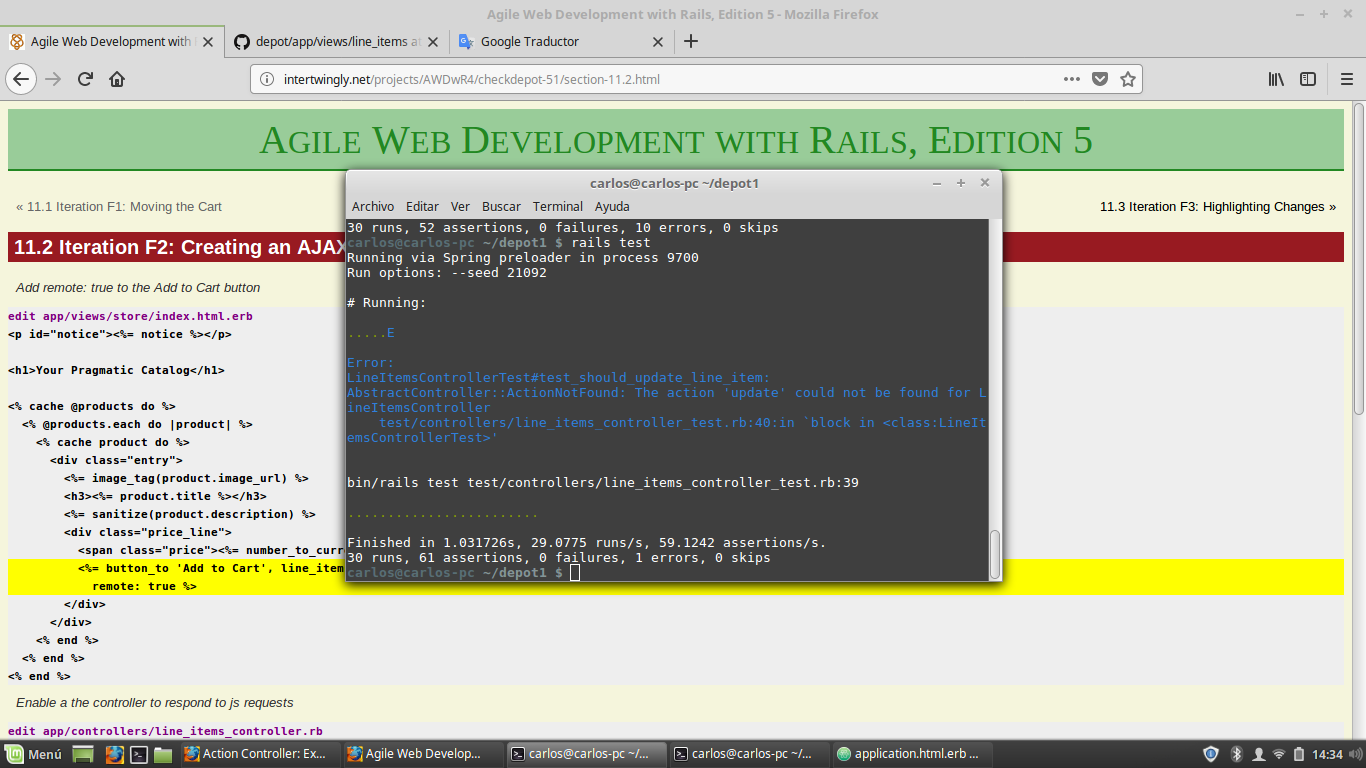 Agile Web Development with Rails, Edition 5 - Mozilla Firefox
Agile Web Development with
depot/app/views/line_items at
Google Traductor
intertwingly.net/projects/AWDwR4/checkdepot-51/section-11.2.html
AGILE WEB DEVELOPMENT WITH RAILS, EDITION 5
« 11.1 Iteration F1: Moving the Cart
11.3 Iteration F3: Highlighting Changes »
11.2 Iteration F2: Creating an AJAX
Add remote: true to the Add to Cart button
edit app/views/store/index.html.erb
<p id="notice"><%= notice %></p>
<h1>Your Pragmatic Catalog</h1>
<% cache @products do %>
<% @products.each do |product| %>
<% cache product do %>
<div class="entry">
<%= image_tag(product.image_url) %>
<h3><%= product.title %></h3>
<%= sanitize(product.description) %>
<div class="price_line">
<span class="price"><%= number_to_curr
<%= button_to 'Add to Cart', line_item
remote: true %>
</div>
</div>
<% end %>
<% end %>
<% end %>
Enable a the controller to respond to js requests
edit app/controllers/line_items_controller.rb
carlos@carlos-pc ~/depot1
Archivo Editar Ver Buscar Terminal Ayuda
30 runs, 52 assertions, 0 failures, 10 errors, 0 skips
carlos@carlos-pc ~/depot1 $ rails test
Running via Spring preloader in process 9700
Run options: --seed 21092
# Running:
.....E
Error:
LineItemsControllerTest#test_should_update_line_item:
AbstractController::ActionNotFound: The action 'update' could not be found for L
ineItemsController
test/controllers/line_items_controller_test.rb:40:in `block in <class:LineIt
emsControllerTest>'
bin/rails test test/controllers/line_items_controller_test.rb:39
........................
Finished in 1.031726s, 29.0775 runs/s, 59.1242 assertions/s.
30 runs, 61 assertions, 0 failures, 1 errors, 0 skips
carlos@carlos-pc ~/depot1 $
Menú
Action Controller: Ex...
Agile Web Develop...
carlos@carlos-pc ~/...
carlos@carlos-pc ~/...
application.html.erb ...
14:34